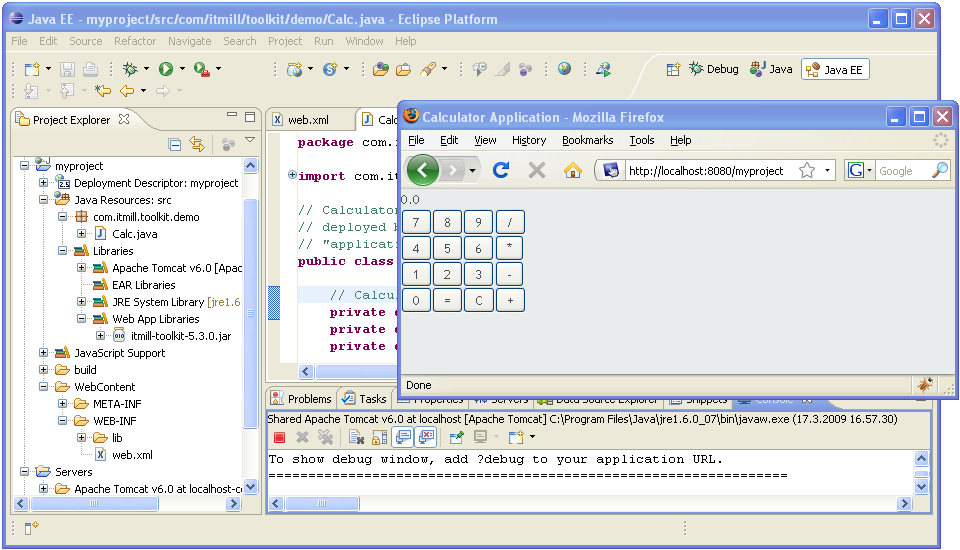 Java EE - myproject/src/com/itmill/toolkit/demo/Calc.java - Eclipse Platform
File Edit Source Refactor Navigate Search Project Run Window Help
Debug Java Java EE
Project Explorer
myproject
Deployment Descriptor: myproject
Java Resources: src
com.itmill.toolkit.demo
Calc.java
Libraries
Apache Tomcat v6.0 [Apac
EAR Libraries
JRE System Library [jre1.6
Web App Libraries
itmill-toolkit-5.3.0.jar
JavaScript Support
build
WebContent
META-INF
WEB-INF
lib
web.xml
Servers
Apache Tomcat v6.0 at localhost-co
web.xml
Calc
package com.i
import com.it
// Calculator
// deployed b
// "applicati
public class
// Calcul
private d
private d
private d
Calculator Application - Mozilla Firefox
File Edit View History Bookmarks Tools Help
http://localhost:8080/myproject
Google
0.0
7 8 9 /
4 5 6 *
1 2 3 -
0 = C +
Done
Problems Tasks Properties Servers Data Source Explorer Snippets Console
Shared Apache Tomcat v6.0 at localhost [Apache Tomcat] C:\Program Files\Java\jre1.6.0_07\bin\javaw.exe (17.3.2009 16.57.30)
To show debug window, add ?debug to your application URL.
=================================================================